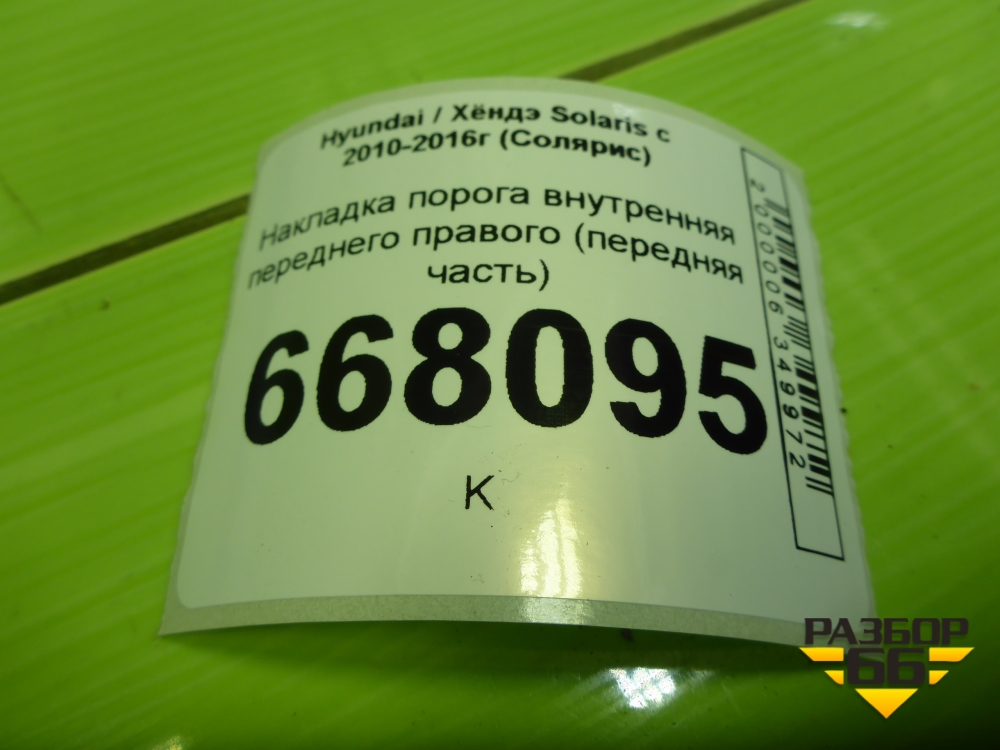 Hyundai / Хёндэ Solaris с
2010-2016г (Солярис)
Накладка порога внутренняя
переднего правого (передняя
часть)
668095
К
2000006349972
РАЗБОР
66